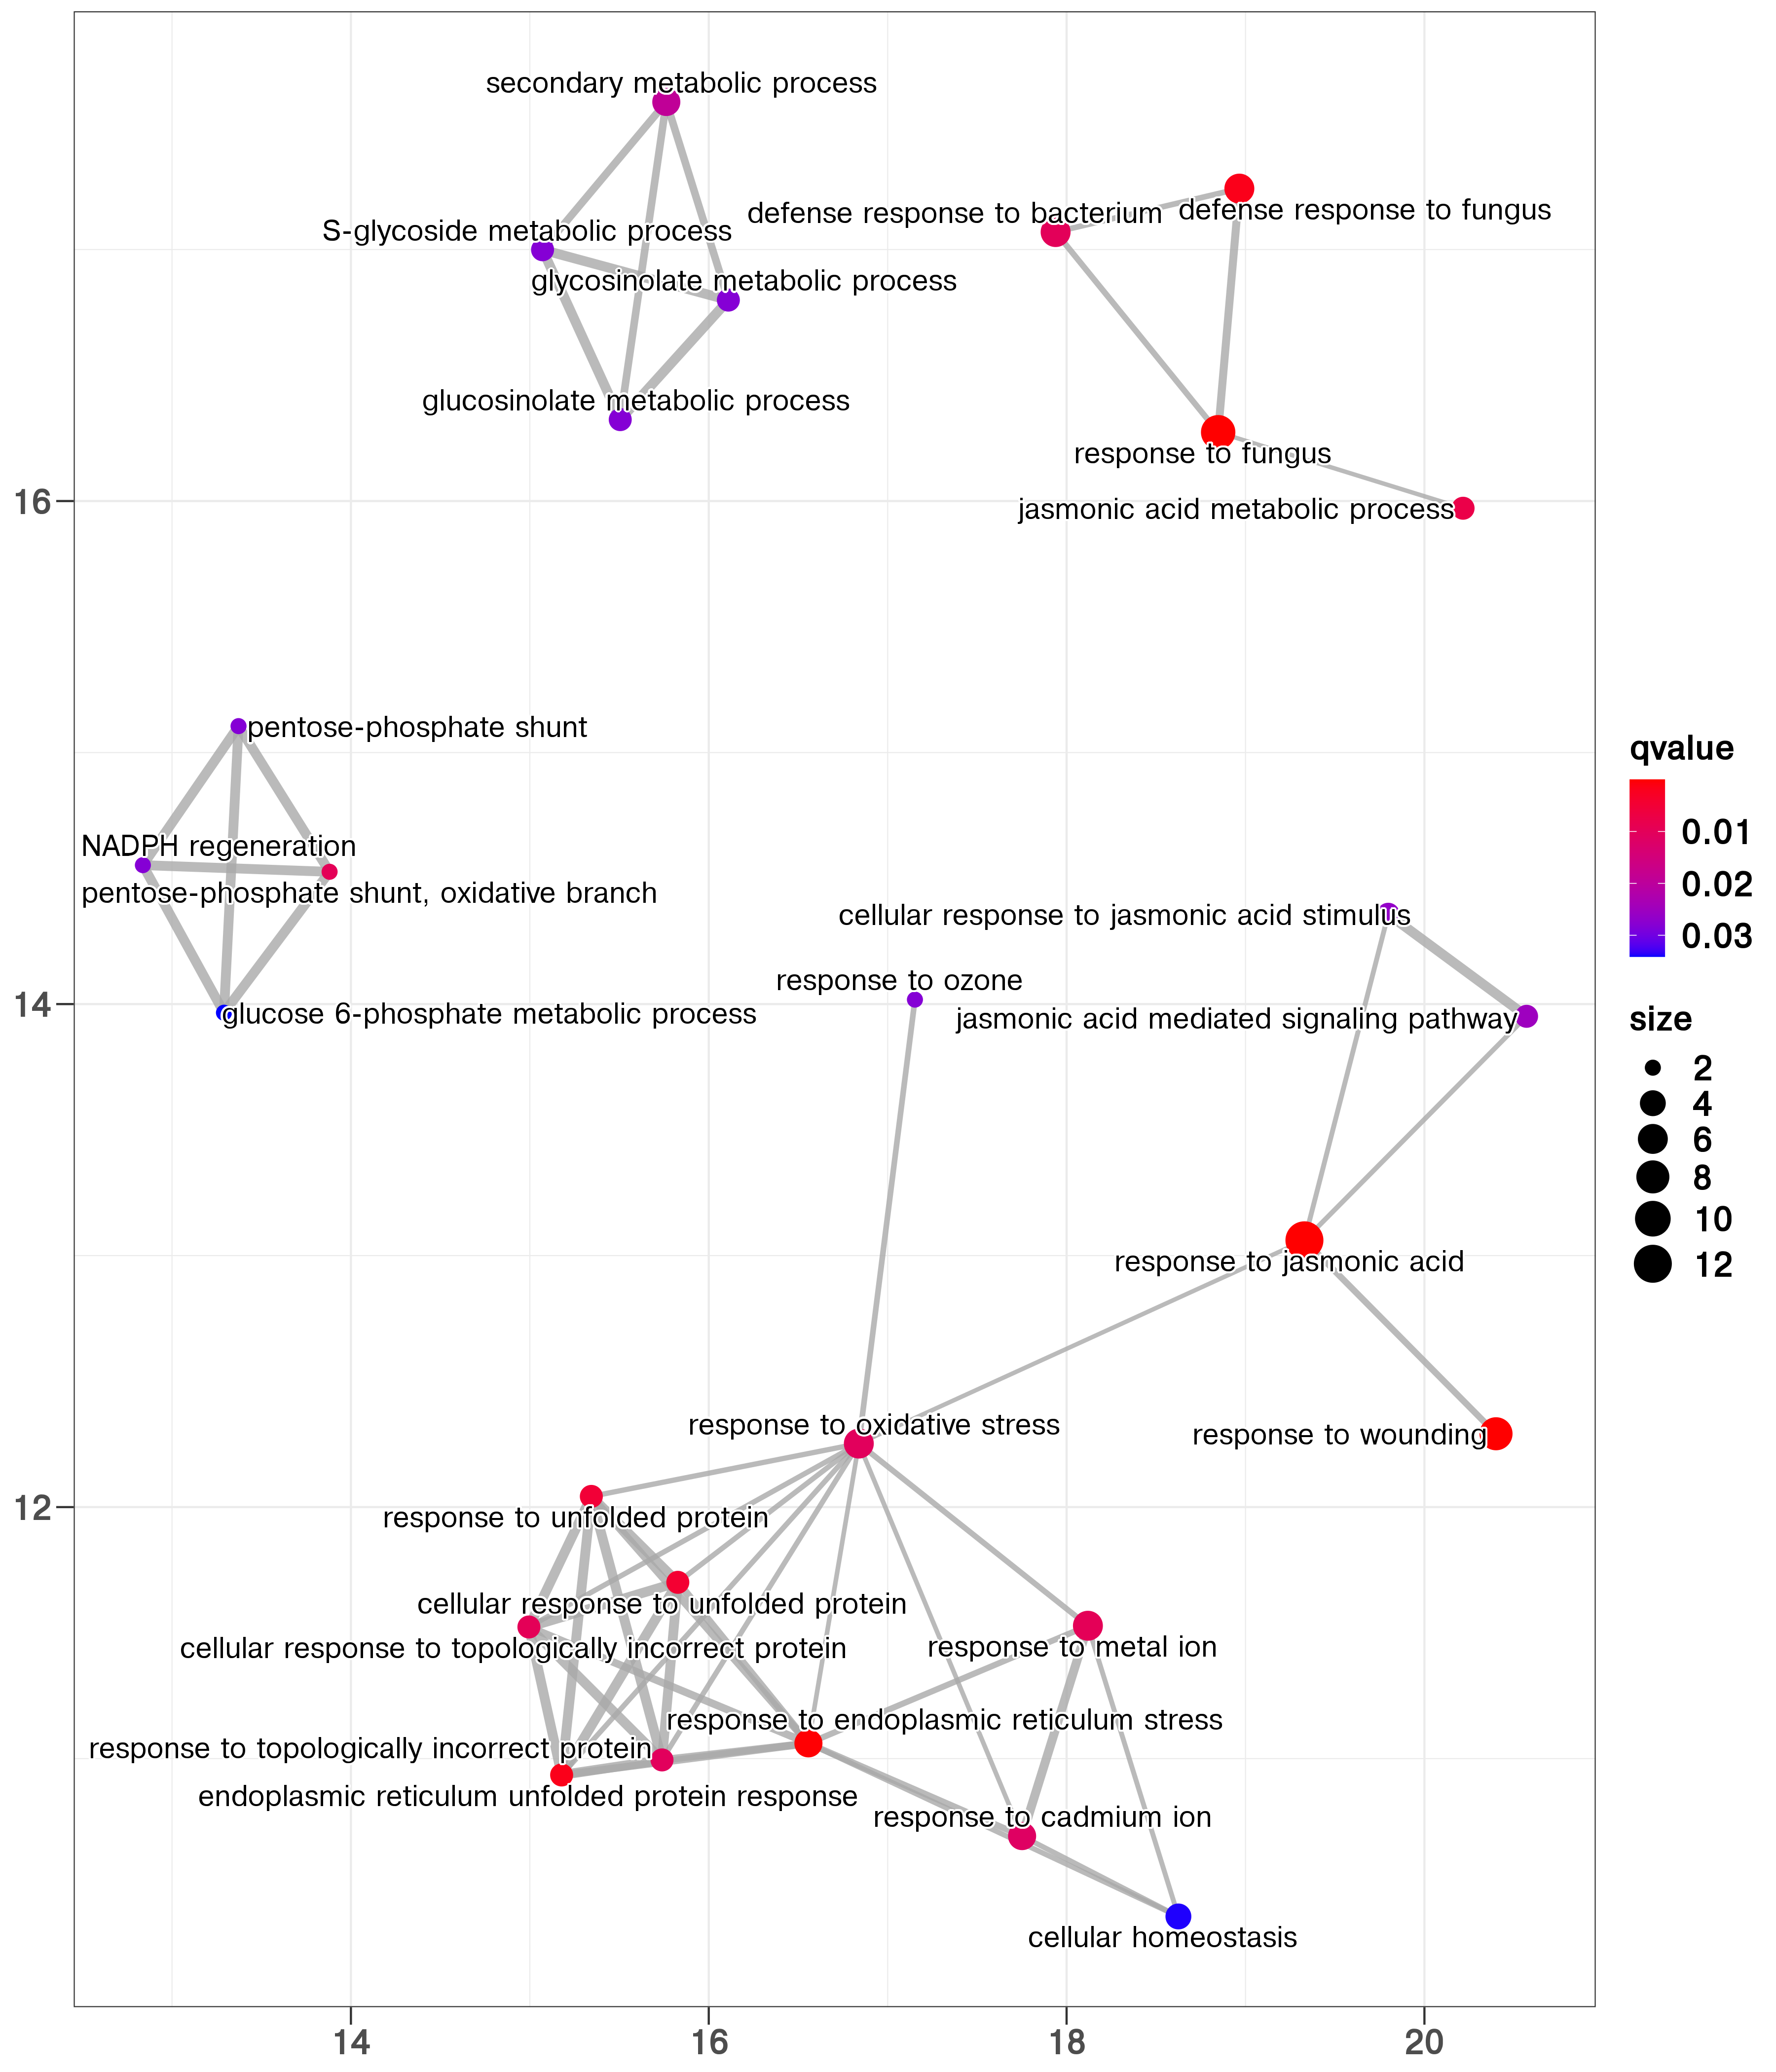 secondary metabolic process
defense response to bacterium
defense response to fungus
S-glycoside metabolic process
glycosinolate metabolic process
glucosinolate metabolic process
response to fungus
16
jasmonic acid metabolic process
pentose-phosphate shunt
NADPH regeneration
pentose-phosphate shunt, oxidative branch
cellular response to jasmonic acid stimulus
response to ozone
14
glucose 6-phosphate metabolic process
jasmonic acid mediated signaling pathway
response to jasmonic acid
response to oxidative stress
response to wounding
12
response to unfolded protein
cellular response to unfolded protein
cellular response to topologically incorrect protein
response to metal ion
response to endoplasmic reticulum stress
response to topologically incorrect protein
endoplasmic reticulum unfolded protein response
response to cadmium ion
cellular homeostasis
14
16
18
20
qvalue
0.01
0.02
0.03
size
2
4
6
8
10
12